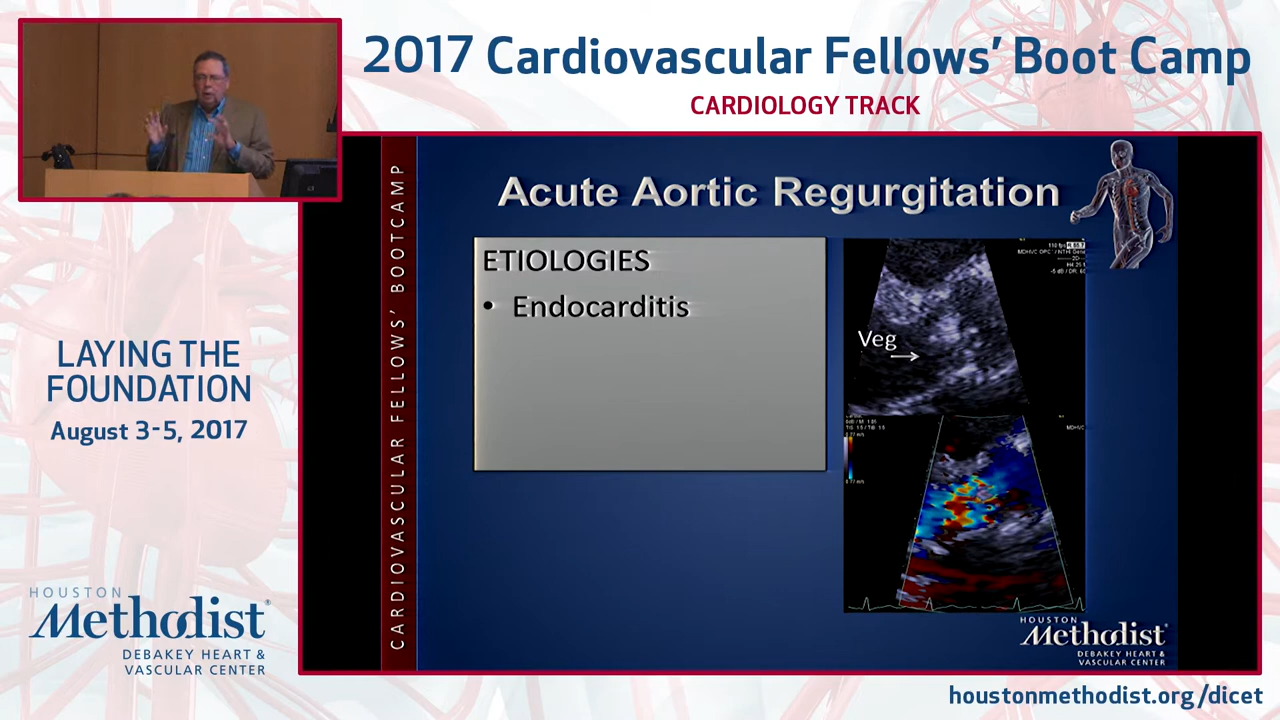 2017 Cardiovascular Fellows’ Boot Camp
CARDIOLOGY TRACK
LAYING THE
FOUNDATION
August 3-5, 2017
HOUSTON
Methodist®
DEBAKEY HEART &
VASCULAR CENTER
CARDIOVASCULAR FELLOWS’ BOOTCAMP
Acute Aortic Regurgitation
ETIOLOGIES
• Endocarditis
Veg
HOUSTON
Methodist
DEBAKEY HEART &
VASCULAR CENTER
houstonmethodist.org/dicet